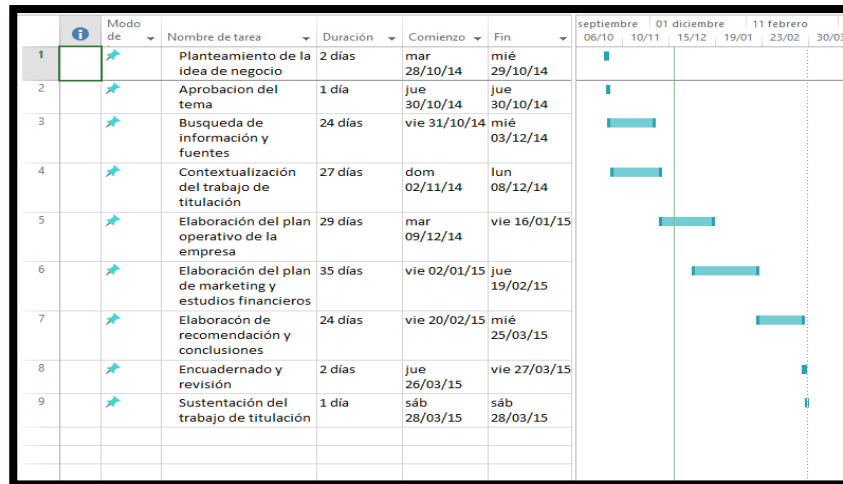 Modo
de
Nombre de tarea
Duración
Comienzo
Fin
septiembre 01 diciembre 11 febrero
06/10 10/11 15/12 19/01 23/02 30/03
1 Planteamiento de la 2 días mar mié
idea de negocio 28/10/14 29/10/14
2 Aprobacion del 1 día jue jue
tema 30/10/14 30/10/14
3 Busqueda de 24 días vie 31/10/14 mié
información y 03/12/14
fuentes
4 Contextualización 27 días dom lun
del trabajo de 02/11/14 08/12/14
titulación
5 Elaboración del plan 29 días mar vie 16/01/15
operativo de la 09/12/14
empresa
6 Elaboración del plan 35 días vie 02/01/15 jue
de marketing y 19/02/15
estudios financieros
7 Elaboracón de 24 días vie 20/02/15 mié
recomendación y 25/03/15
conclusiones
8 Encuadernado y 2 días jue vie 27/03/15
revisión 26/03/15
9 Sustentación del 1 día sáb sáb
trabajo de titulación 28/03/15 28/03/15